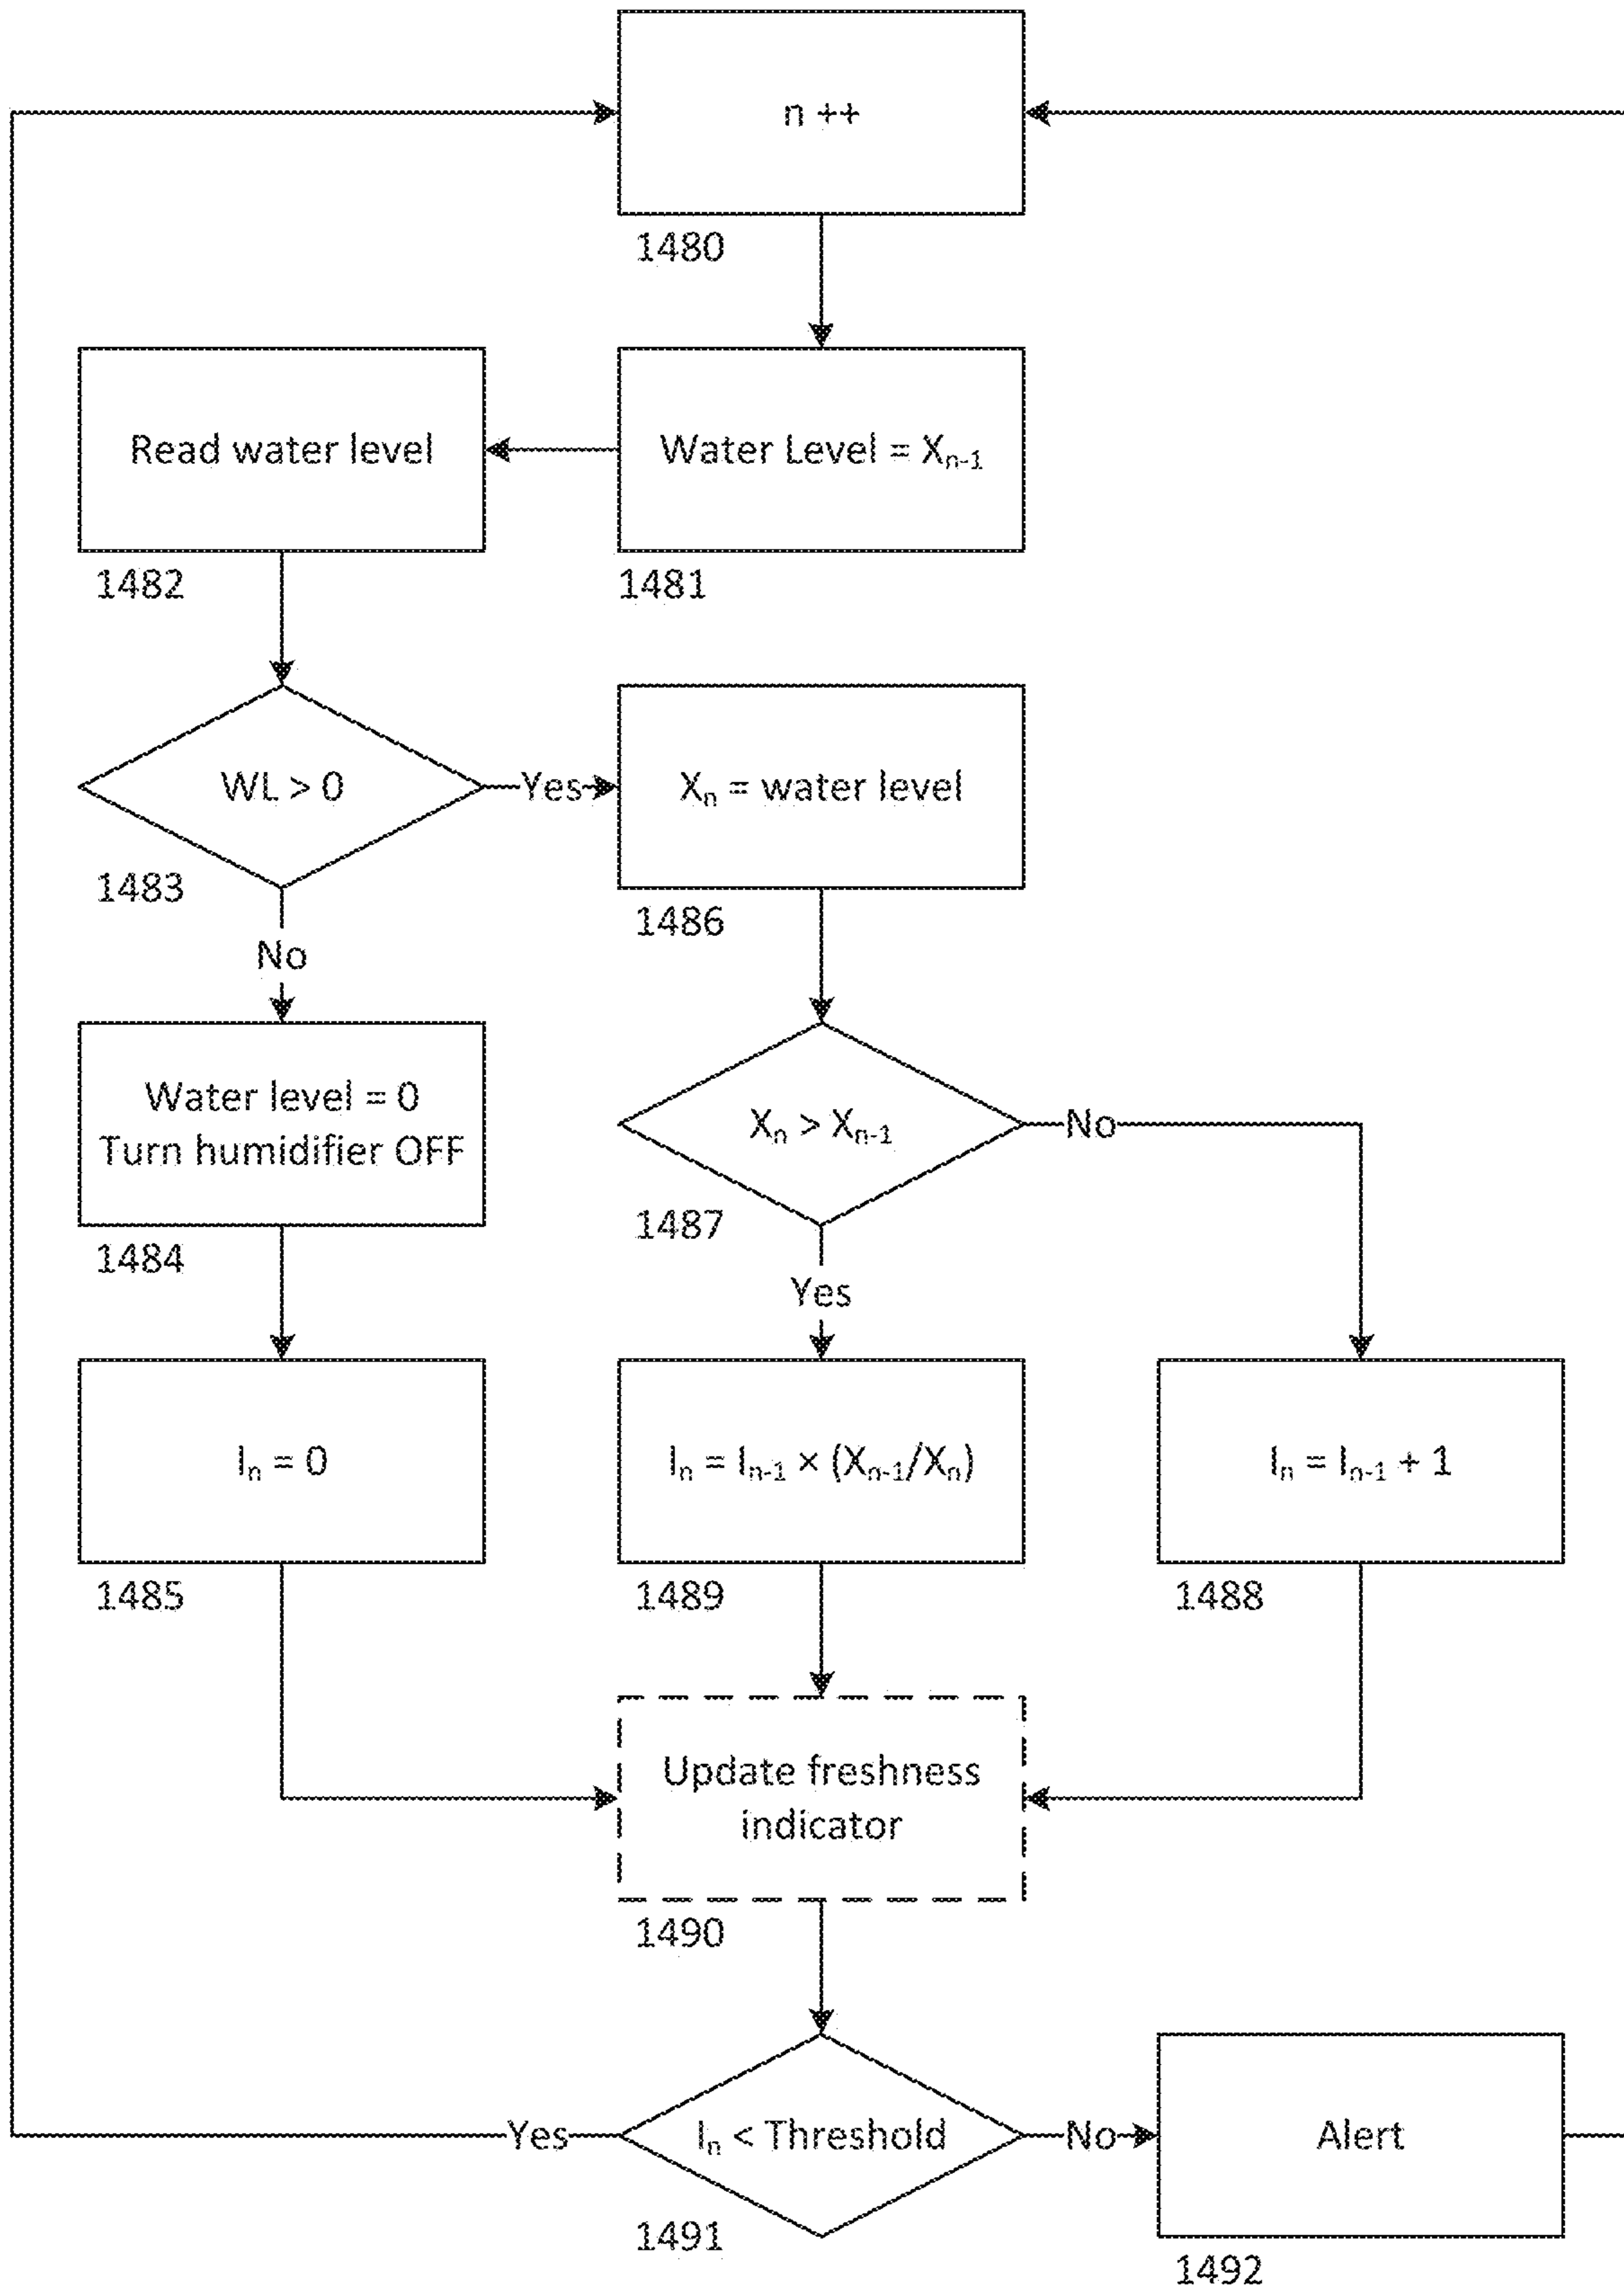 n ++
1480
Read water level
Water Level = Xₙ₋₁
1482
1481
WL > 0
Yes
Xₙ = water level
1483
1486
No
Water level = 0
Turn humidifier OFF
Xₙ > Xₙ₋₁
No
1484
1487
Yes
Iₙ = 0
Iₙ = Iₙ₋₁ × (Xₙ₋₁/Xₙ)
Iₙ = Iₙ₋₁ + 1
1485
1489
1488
Update freshness
indicator
1490
Yes
Iₙ < Threshold
No
Alert
1491
1492